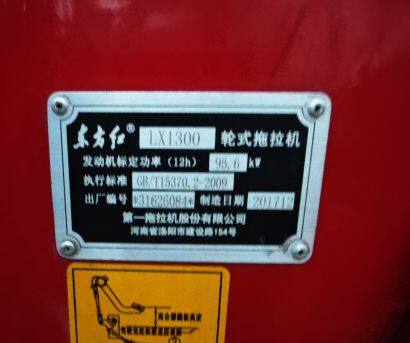 东方红 LX1300 轮式拖拉机
发动机标定功率(12h) 95.6 kW
执行标准 GB/T15370.2-2009
出厂编号 *31626084* 制造日期 201712
第一拖拉机股份有限公司
河南省洛阳市建设路154号